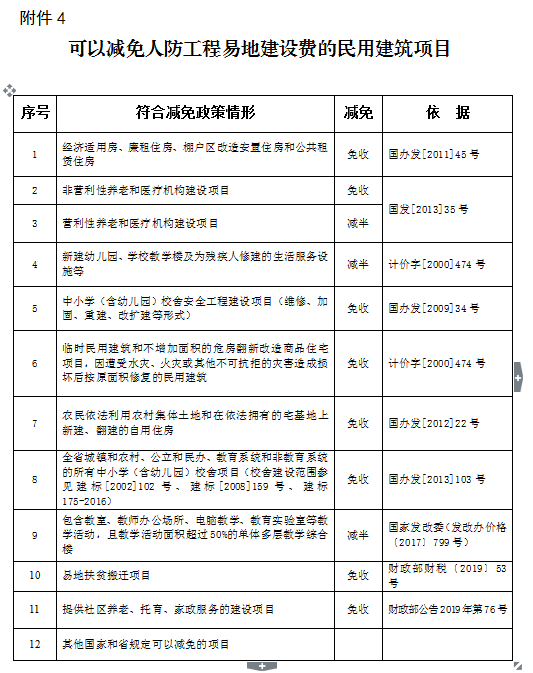 附件 4
可以减免人防工程易地建设费的民用建筑项目
序号 符合减免政策情形 减免 依 据
1 经济适用房、廉租住房、棚户区改造安置住房和公共租
赁住房 免收 国办发[2011]45 号
2 非营利性养老和医疗机构建设项目 免收 国发[2013]35 号
3 营利性养老和医疗机构建设项目 减半
4 新建幼儿园、学校教学楼及为残疾人修建的生活服务设
施等 减半 计价字[2000]474 号
5 中小学（含幼儿园）校舍安全工程建设项目（维修、加
固、重建、改扩建等形式） 免收 国办发[2009]34 号
6 临时民用建筑和不增加面积的危房翻新改造商品住宅
项目，因遭受水灾、火灾或其他不可抗拒的灾害造成损
坏后按原面积修复的民用建筑 免收 计价字[2000]474 号
7 农民依法利用农村集体土地和在依法拥有的宅基地上
新建、翻建的自用住房 免收 国办发[2012]22 号
8 全省城镇和农村、公立和民办、教育系统和非教育系统
的所有中小学（含幼儿园）校舍项目（校舍建设范围参
见建标[2002]102 号、建标[2008]159 号、建标
175-2016） 免收 国办发[2013]103 号
9 包含教室、教师办公场所、电脑教学、教育实验室等教
学活动，且教学活动面积超过 50%的单体多层教学综合
楼 减半 国家发改委（发改办价格
〔2017〕799 号）
10 易地扶贫搬迁项目 免收 财政部财税〔2019〕53
号
11 提供社区养老、托育、家政服务的建设项目 免收 财政部公告 2019 年第 76 号
12 其他国家和省规定可以减免的项目